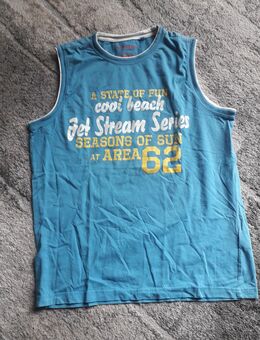 A STATE OF FUN
cool beach
Jet Stream Series
SEASONS OF SUN
AT AREA 62